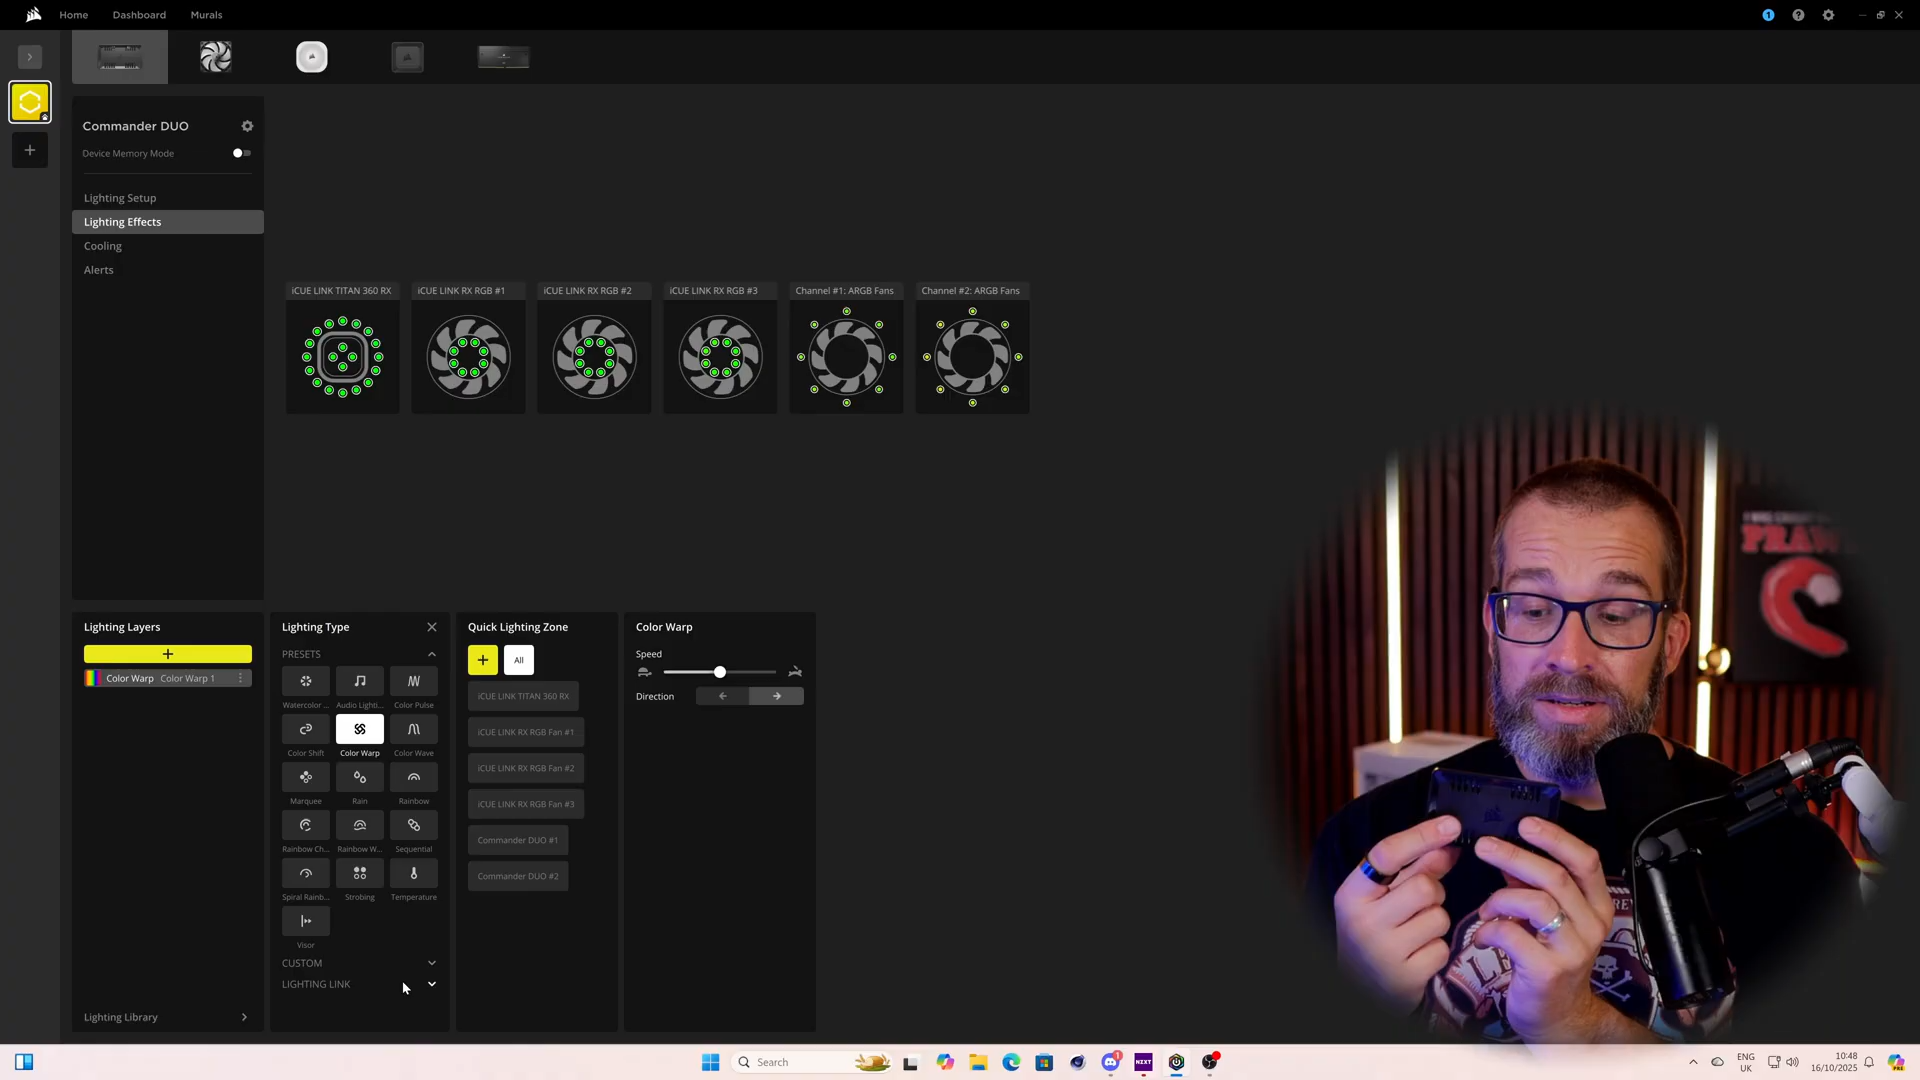 Home Dashboard Murals
1
Commander DUO
Device Memory Mode
Lighting Setup
Lighting Effects
Cooling
Alerts
iCUE LINK TITAN 360 RX
iCUE LINK RX RGB #1
iCUE LINK RX RGB #2
iCUE LINK RX RGB #3
Channel #1: ARGB Fans
Channel #2: ARGB Fans
Lighting Layers
+
Color Warp Color Warp 1
Lighting Library
Lighting Type
PRESETS
Watercolor ... Audio Lighti... Color Pulse
Color Shift Color Warp Color Wave
Marquee Rain Rainbow
Rainbow Ch... Rainbow W... Sequential
Spiral Rainb... Strobing Temperature
Visor
CUSTOM
LIGHTING LINK
Quick Lighting Zone
+ All
iCUE LINK TITAN 360 RX
iCUE LINK RX RGB Fan #1
iCUE LINK RX RGB Fan #2
iCUE LINK RX RGB Fan #3
Commander DUO #1
Commander DUO #2
Color Warp
Speed
Direction
PRAW
Search
1
NZXT
ENG
UK
10:48
16/10/2025
PRE